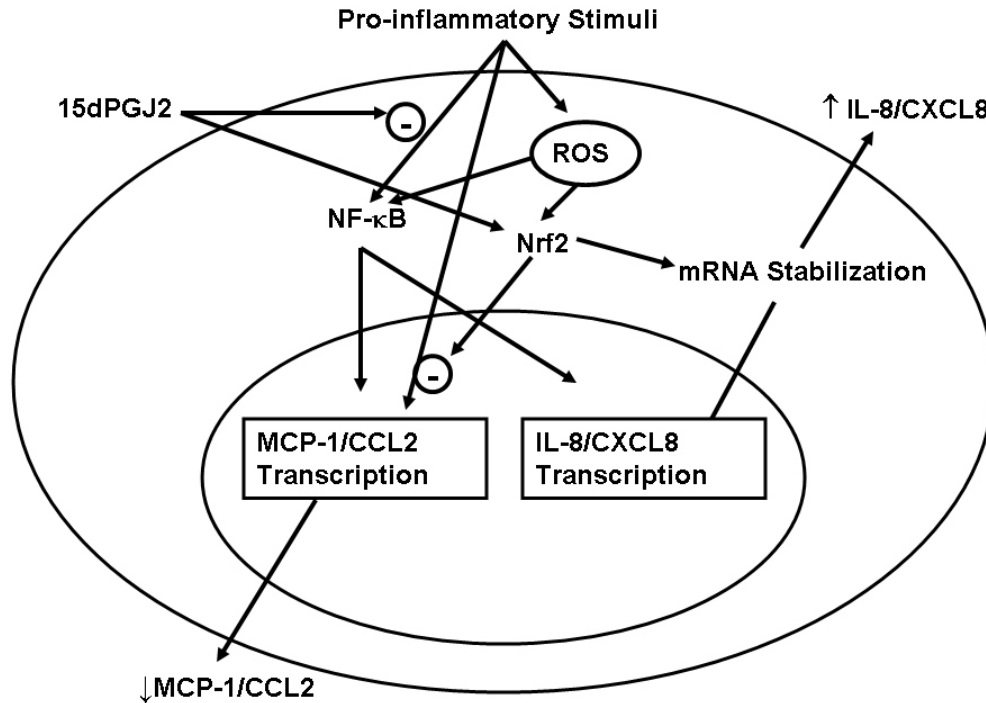 Pro-inflammatory Stimuli
15dPGJ2
-
↑ IL-8/CXCL8
ROS
NF-κB
Nrf2
mRNA Stabilization
-
MCP-1/CCL2
Transcription
IL-8/CXCL8
Transcription
↓MCP-1/CCL2